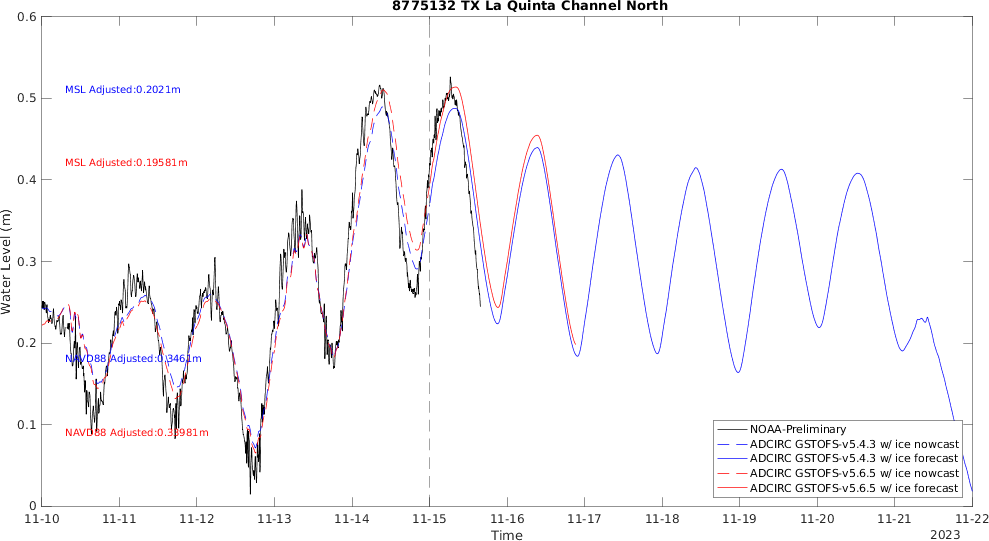 8775132 TX La Quinta Channel North
0.6
0.5
0.4
0.3
0.2
0.1
0
Water Level (m)
MSL Adjusted:0.2021m
MSL Adjusted:0.19581m
NAVD88 Adjusted:0.3461m
NAVD88 Adjusted:0.33981m
NOAA-Preliminary
ADCIRC GSTOFS-v5.4.3 w/ ice nowcast
ADCIRC GSTOFS-v5.4.3 w/ ice forecast
ADCIRC GSTOFS-v5.6.5 w/ ice nowcast
ADCIRC GSTOFS-v5.6.5 w/ ice forecast
11-10 11-11 11-12 11-13 11-14 11-15 11-16 11-17 11-18 11-19 11-20 11-21 11-22
Time
2023